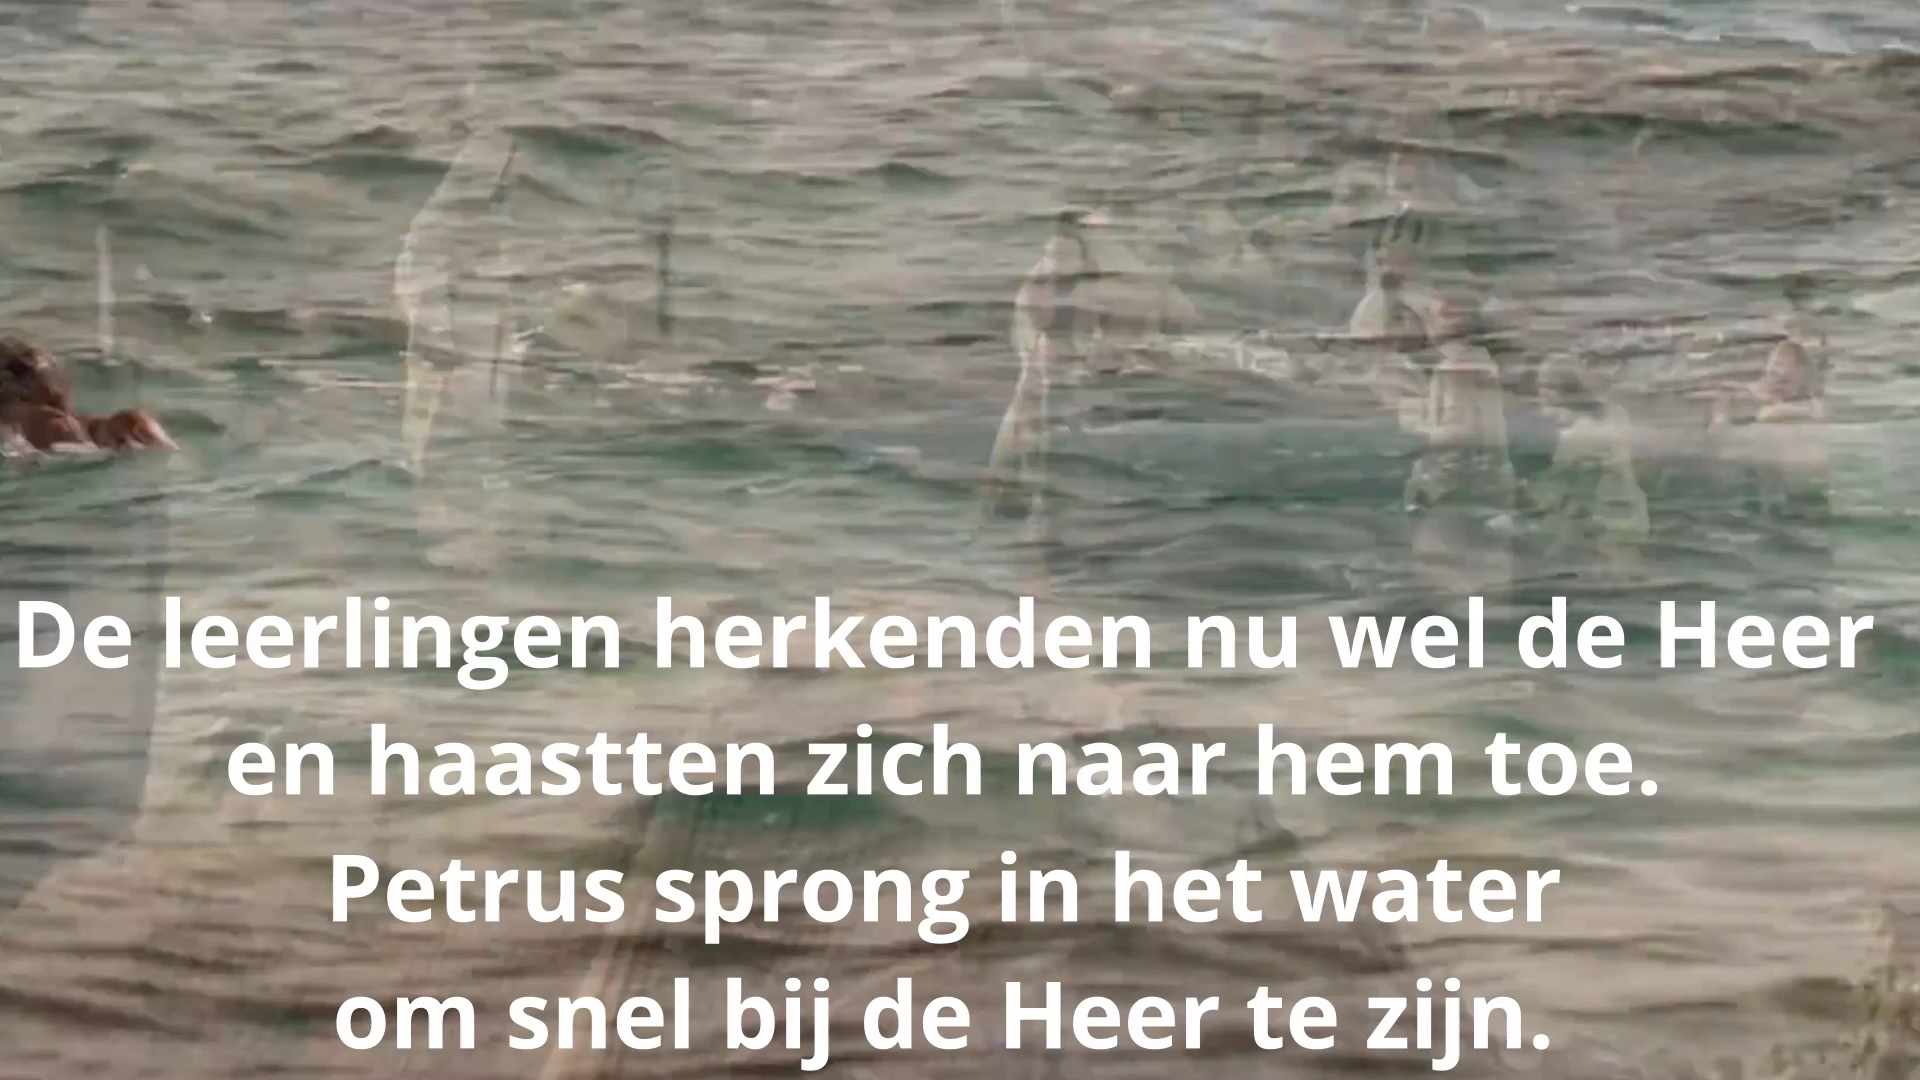 De leerlingen herkenden nu wel de Heer
en haastten zich naar hem toe.
Petrus sprong in het water
om snel bij de Heer te zijn.